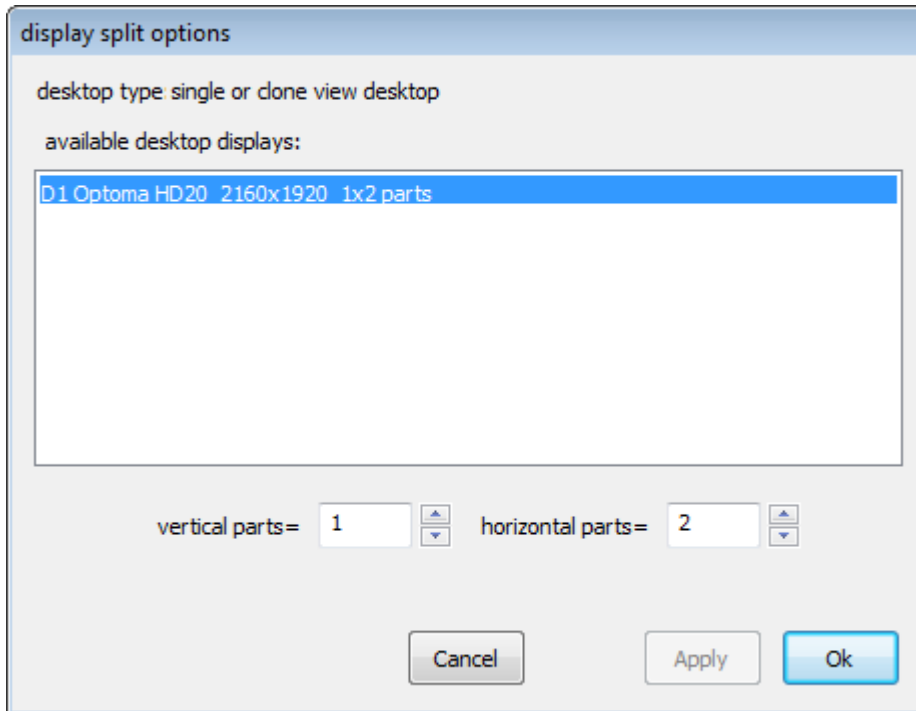 display split options
desktop type: single or clone view desktop
available desktop displays:
D1 Optoma HD20 2160x1920 1x2 parts
vertical parts= 1 horizontal parts= 2
Cancel Apply Ok